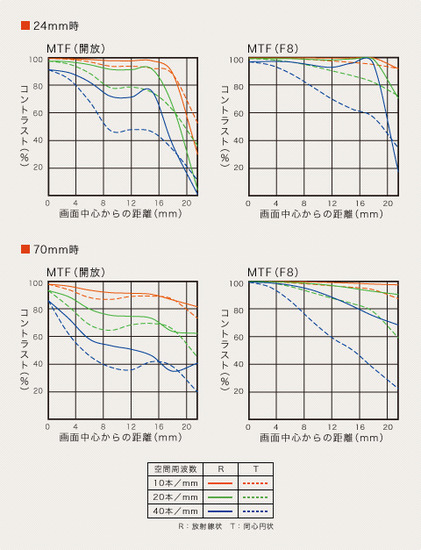 24mm時
MTF(開放) MTF(F8)
100 100
80 80
60 60
40 40
20 20
コントラスト(%) コントラスト(%)
0 4 8 12 16 20 0 4 8 12 16 20
画面中心からの距離(mm) 画面中心からの距離(mm)
70mm時
MTF(開放) MTF(F8)
100 100
80 80
60 60
40 40
20 20
コントラスト(%) コントラスト(%)
0 4 8 12 16 20 0 4 8 12 16 20
画面中心からの距離(mm) 画面中心からの距離(mm)
空間周波数 R T
10本/mm
20本/mm
40本/mm
R:放射線状 T:同心円状